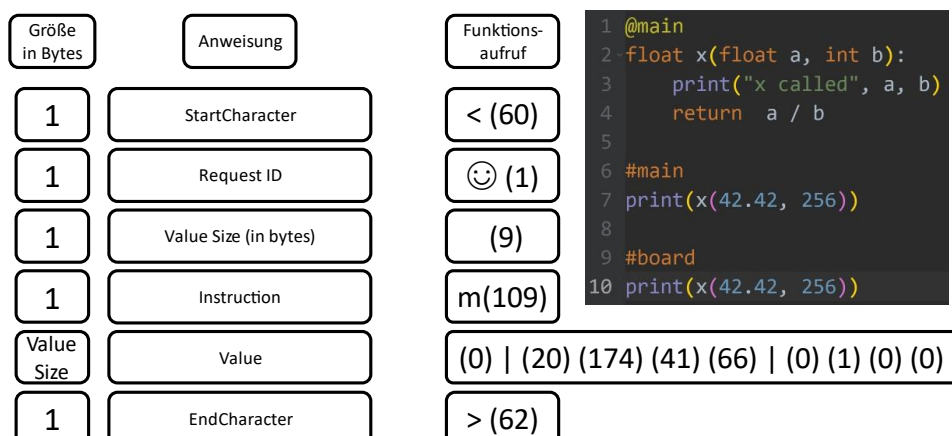 Größe
in Bytes
Anweisung
Funktions-
aufruf
1
StartCharacter
< (60)
1
Request ID
☺ (1)
1
Value Size (in bytes)
(9)
1
Instruction
m(109)
Value
Size
Value
(0) | (20) (174) (41) (66) | (0) (1) (0) (0)
1
EndCharacter
> (62)
1 @main
2 float x(float a, int b):
3     print("x called", a, b)
4     return  a / b
5
6 #main
7 print(x(42.42, 256))
8
9 #board
10 print(x(42.42, 256))